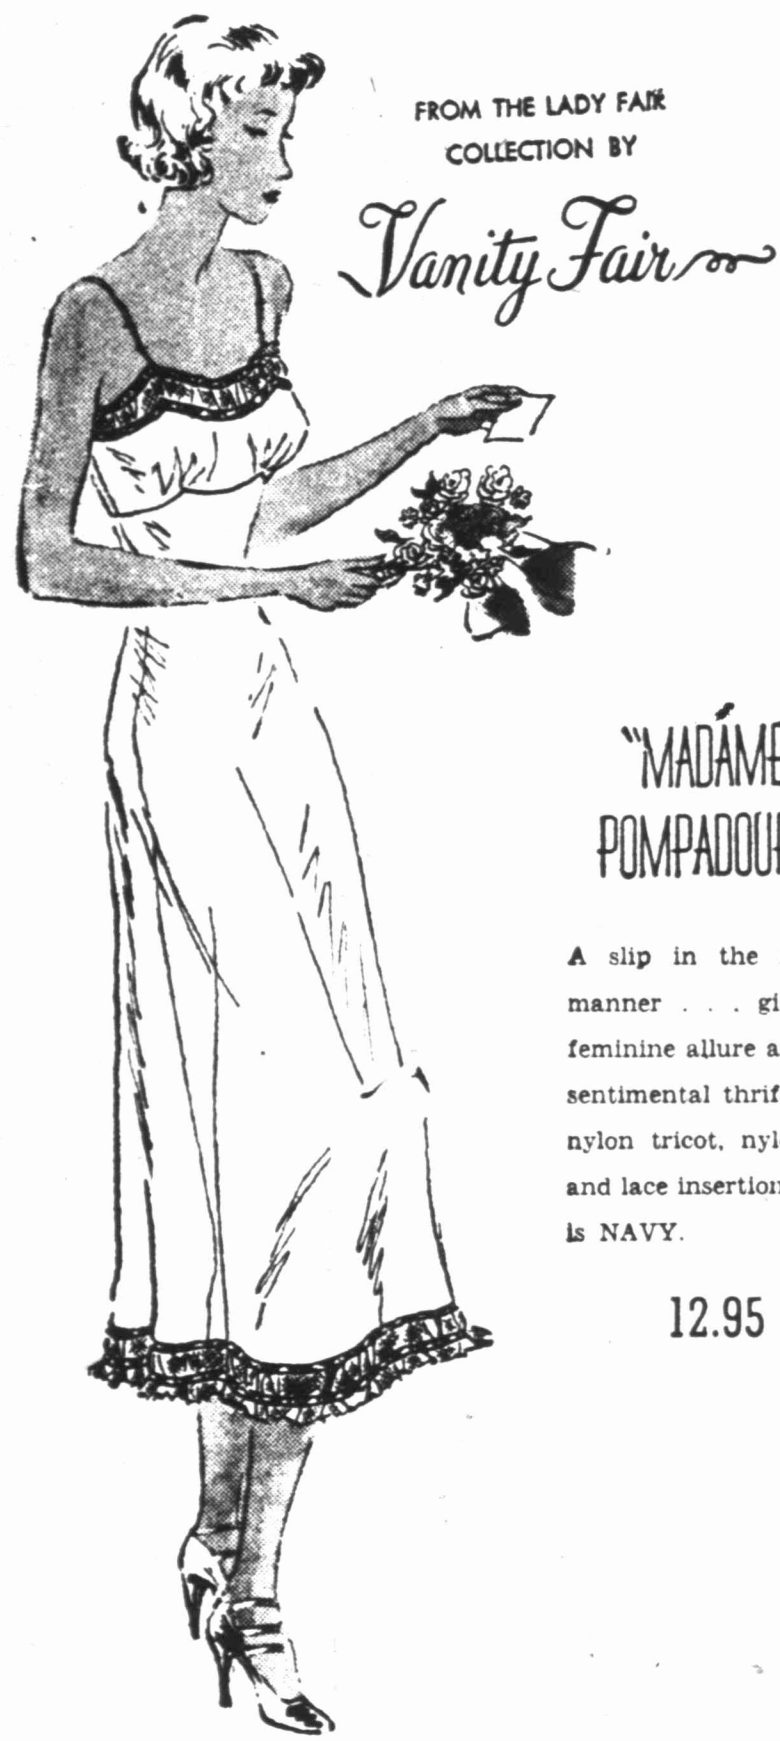 FROM THE LADY FAIR
COLLECTION BY
Vanity Fair
"MADAME
POMPADOUR
A slip in the
manner . . . gi
feminine allure a
sentimental thrif
nylon tricot, nyl
and lace insertion
is NAVY.
12.95